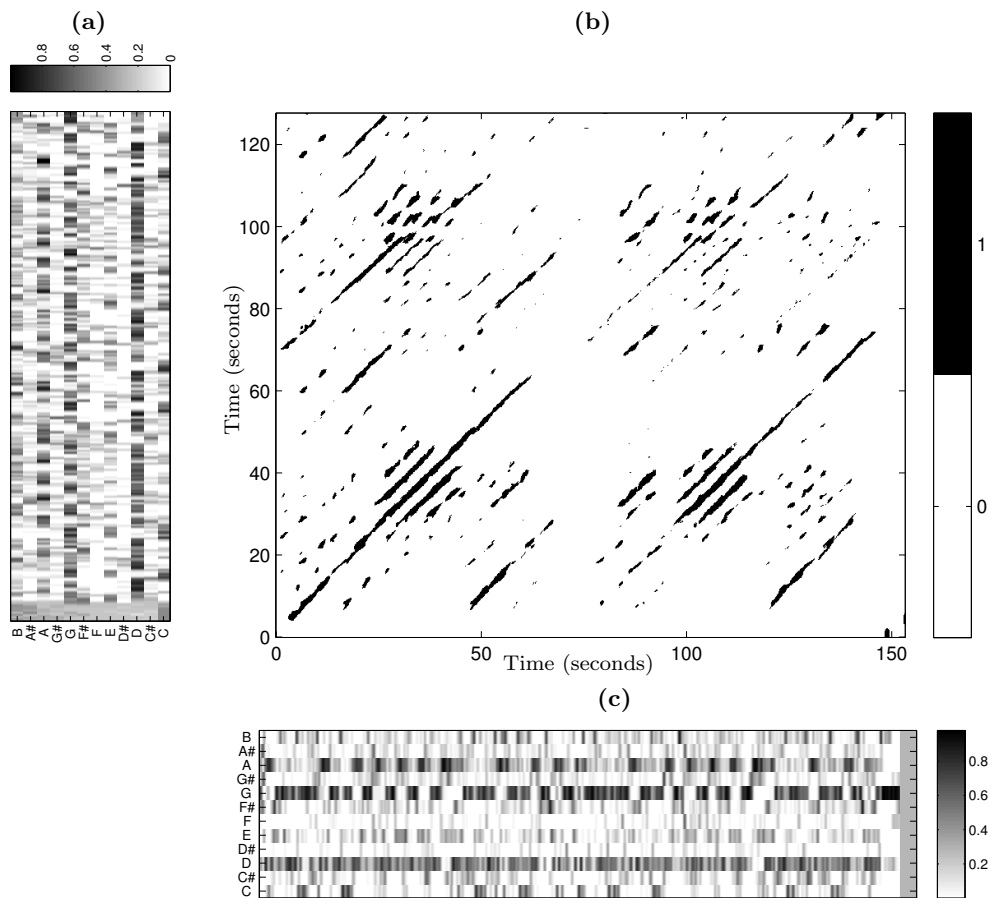 (a)
0.8 0.6 0.4 0.2 0
B A# A G# G F# F E D# D C# C
(b)
120
100
80
60
40
20
0
Time (seconds)
0 50 100 150
Time (seconds)
1
0
(c)
B
A#
A
G#
G
F#
F
E
D#
D
C#
C
0.8
0.6
0.4
0.2